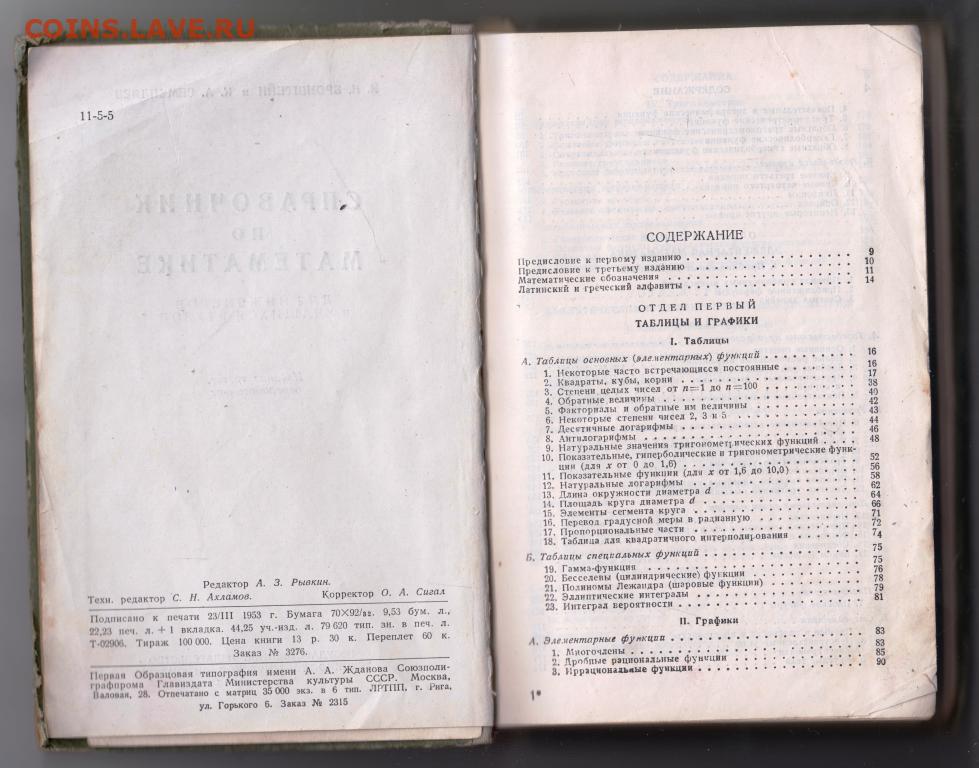 COINS.LAVE.RU
11-5-5
Редактор А. З. Рывкин.
Техн. редактор С. Н. Ахламов. Корректор О. А. Сигал
Подписано к печати 23/III 1953 г. Бумага 70×92/32. 9,53 бум. л.,
22,23 печ. л. + 1 вкладка. 44,25 уч.-изд. л. 79 620 тип. зн. в печ. л.
Т-02906. Тираж 100 000. Цена книги 13 р. 30 к. Переплет 60 к.
Заказ № 3276.
Первая Образцовая типография имени А. А. Жданова Союзполи-
графпрома Главиздата Министерства культуры СССР. Москва,
Валовая, 28. Отпечатано с матриц 35 000 экз. в 6 тип. ЛРТПП, г. Рига,
ул. Горького 6. Заказ № 2315
СОДЕРЖАНИЕ
Предисловие к первому изданию 9
Предисловие к третьему изданию 10
Математические обозначения 11
Латинский и греческий алфавиты 14
ОТДЕЛ ПЕРВЫЙ
ТАБЛИЦЫ И ГРАФИКИ
I. Таблицы
А. Таблицы основных (элементарных) функций 16
1. Некоторые часто встречающиеся постоянные 16
2. Квадраты, кубы, корни 17
3. Степени целых чисел от n=1 до n=100 38
4. Обратные величины 40
5. Факториалы и обратные им величины 42
6. Некоторые степени чисел 2, 3 и 5 43
7. Десятичные логарифмы 44
8. Антилогарифмы 46
9. Натуральные значения тригонометрических функций 48
10. Показательные, гиперболические и тригонометрические функ-
ции (для x от 0 до 1,6) 52
11. Показательные функции (для x от 1,6 до 10,0) 56
12. Натуральные логарифмы 58
13. Длина окружности диаметра d 62
14. Площадь круга диаметра d 64
15. Элементы сегмента круга 66
16. Перевод градусной меры в радианную 71
17. Пропорциональные части 72
18. Таблица для квадратичного интерполирования 74
Б. Таблицы специальных функций 75
19. Гамма-функция 75
20. Бесселевы (цилиндрические) функции 76
21. Полиномы Лежандра (шаровые функции) 78
22. Эллиптические интегралы 79
23. Интеграл вероятности 81
II. Графики
А. Элементарные функции 83
1. Многочлены 83
2. Дробные рациональные функции 85
3. Иррациональные функции 90
1*